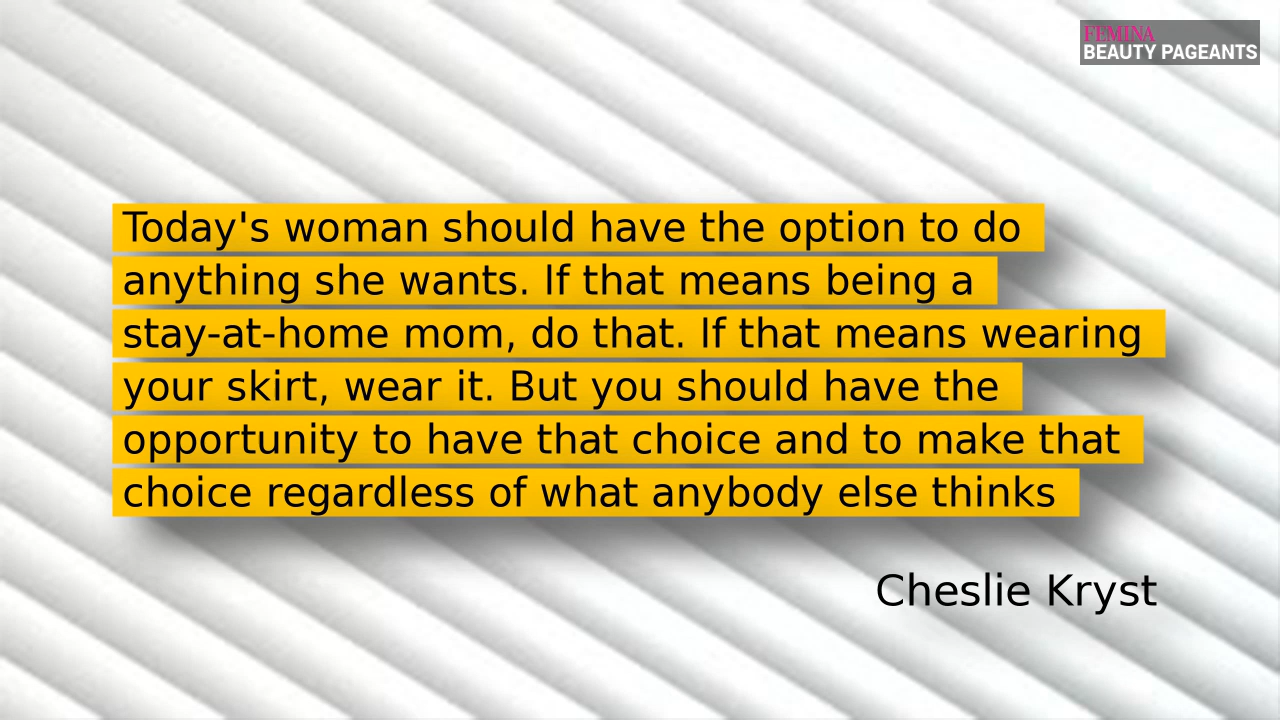 FEMINA
BEAUTY PAGEANTS
Today's woman should have the option to do
anything she wants. If that means being a
stay-at-home mom, do that. If that means wearing
your skirt, wear it. But you should have the
opportunity to have that choice and to make that
choice regardless of what anybody else thinks
Cheslie Kryst